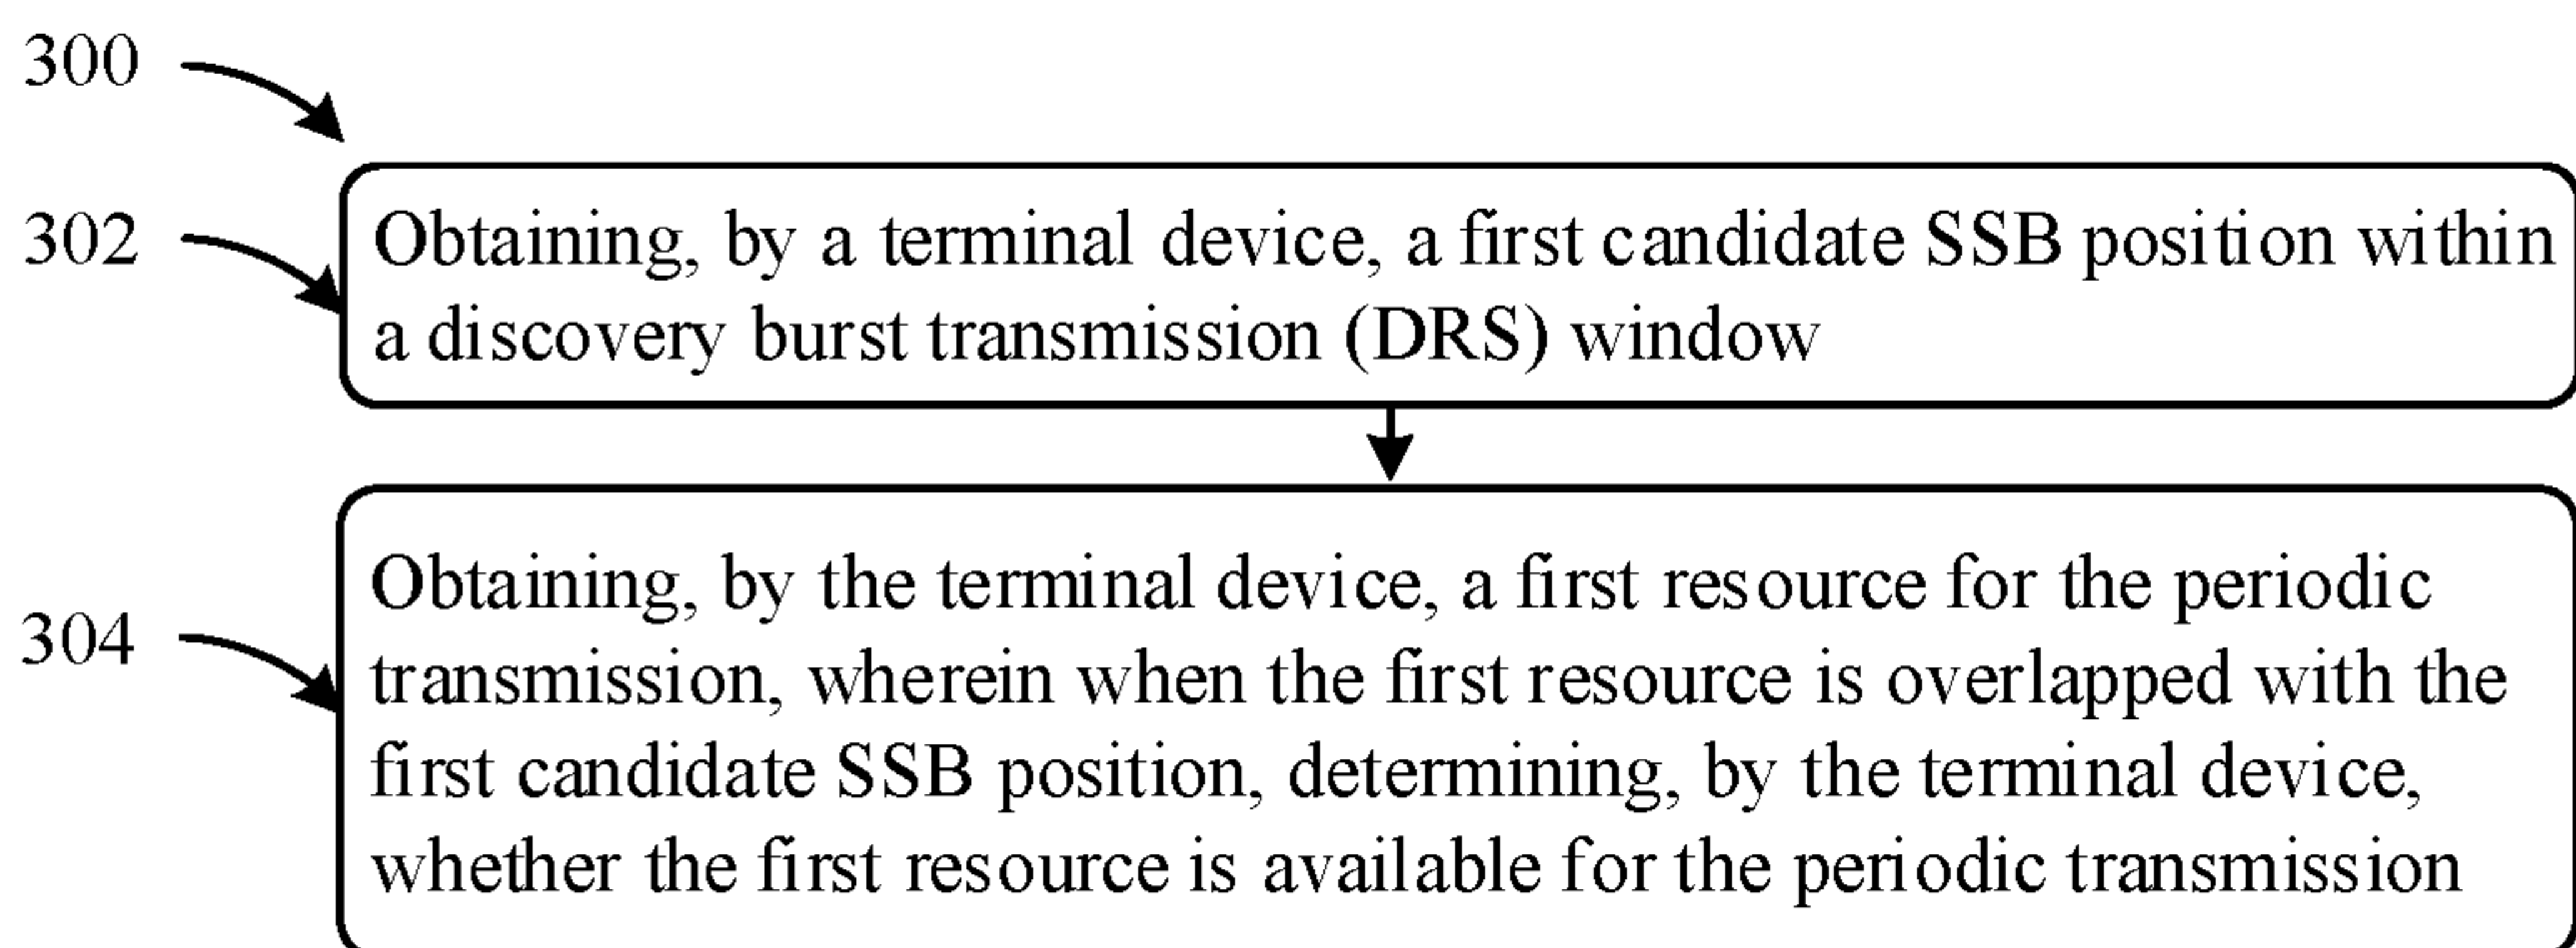 300
302
Obtaining, by a terminal device, a first candidate SSB position within
a discovery burst transmission (DRS) window
304
Obtaining, by the terminal device, a first resource for the periodic
transmission, wherein when the first resource is overlapped with the
first candidate SSB position, determining, by the terminal device,
whether the first resource is available for the periodic transmission